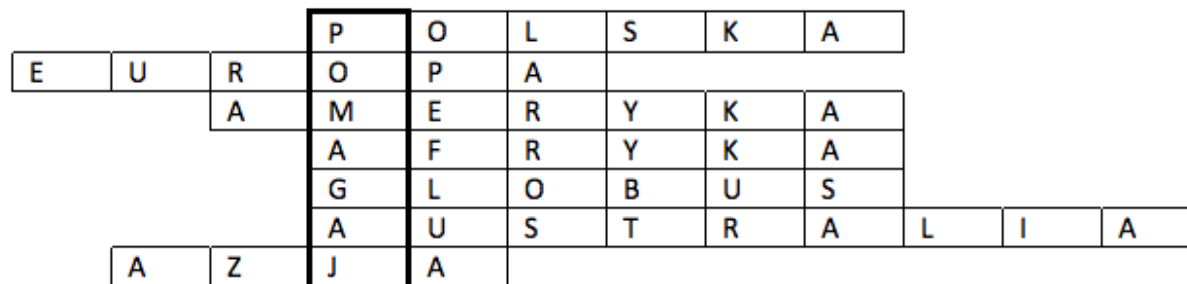 POLSKA
EUROPA
AMERYKA
AFRYKA
GLOBUS
AUSTRALIA
AZJA